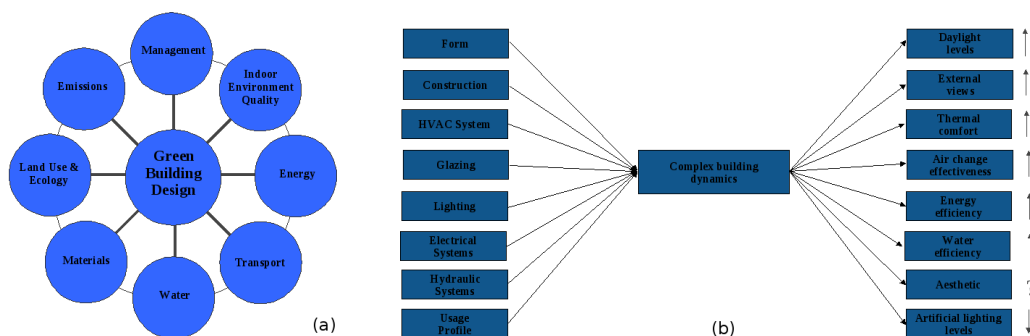 Management
Indoor
Environment
Quality
Energy
Transport
Water
Materials
Land Use &
Ecology
Emissions
Green
Building
Design
(a)
Form
Construction
HVAC System
Glazing
Lighting
Electrical
Systems
Hydraulic
Systems
Usage
Profile
Complex building
dynamics
Daylight
levels
External
views
Thermal
comfort
Air change
effectiveness
Energy
efficiency
Water
efficiency
Aesthetic
?
Artificial lighting
levels
(b)